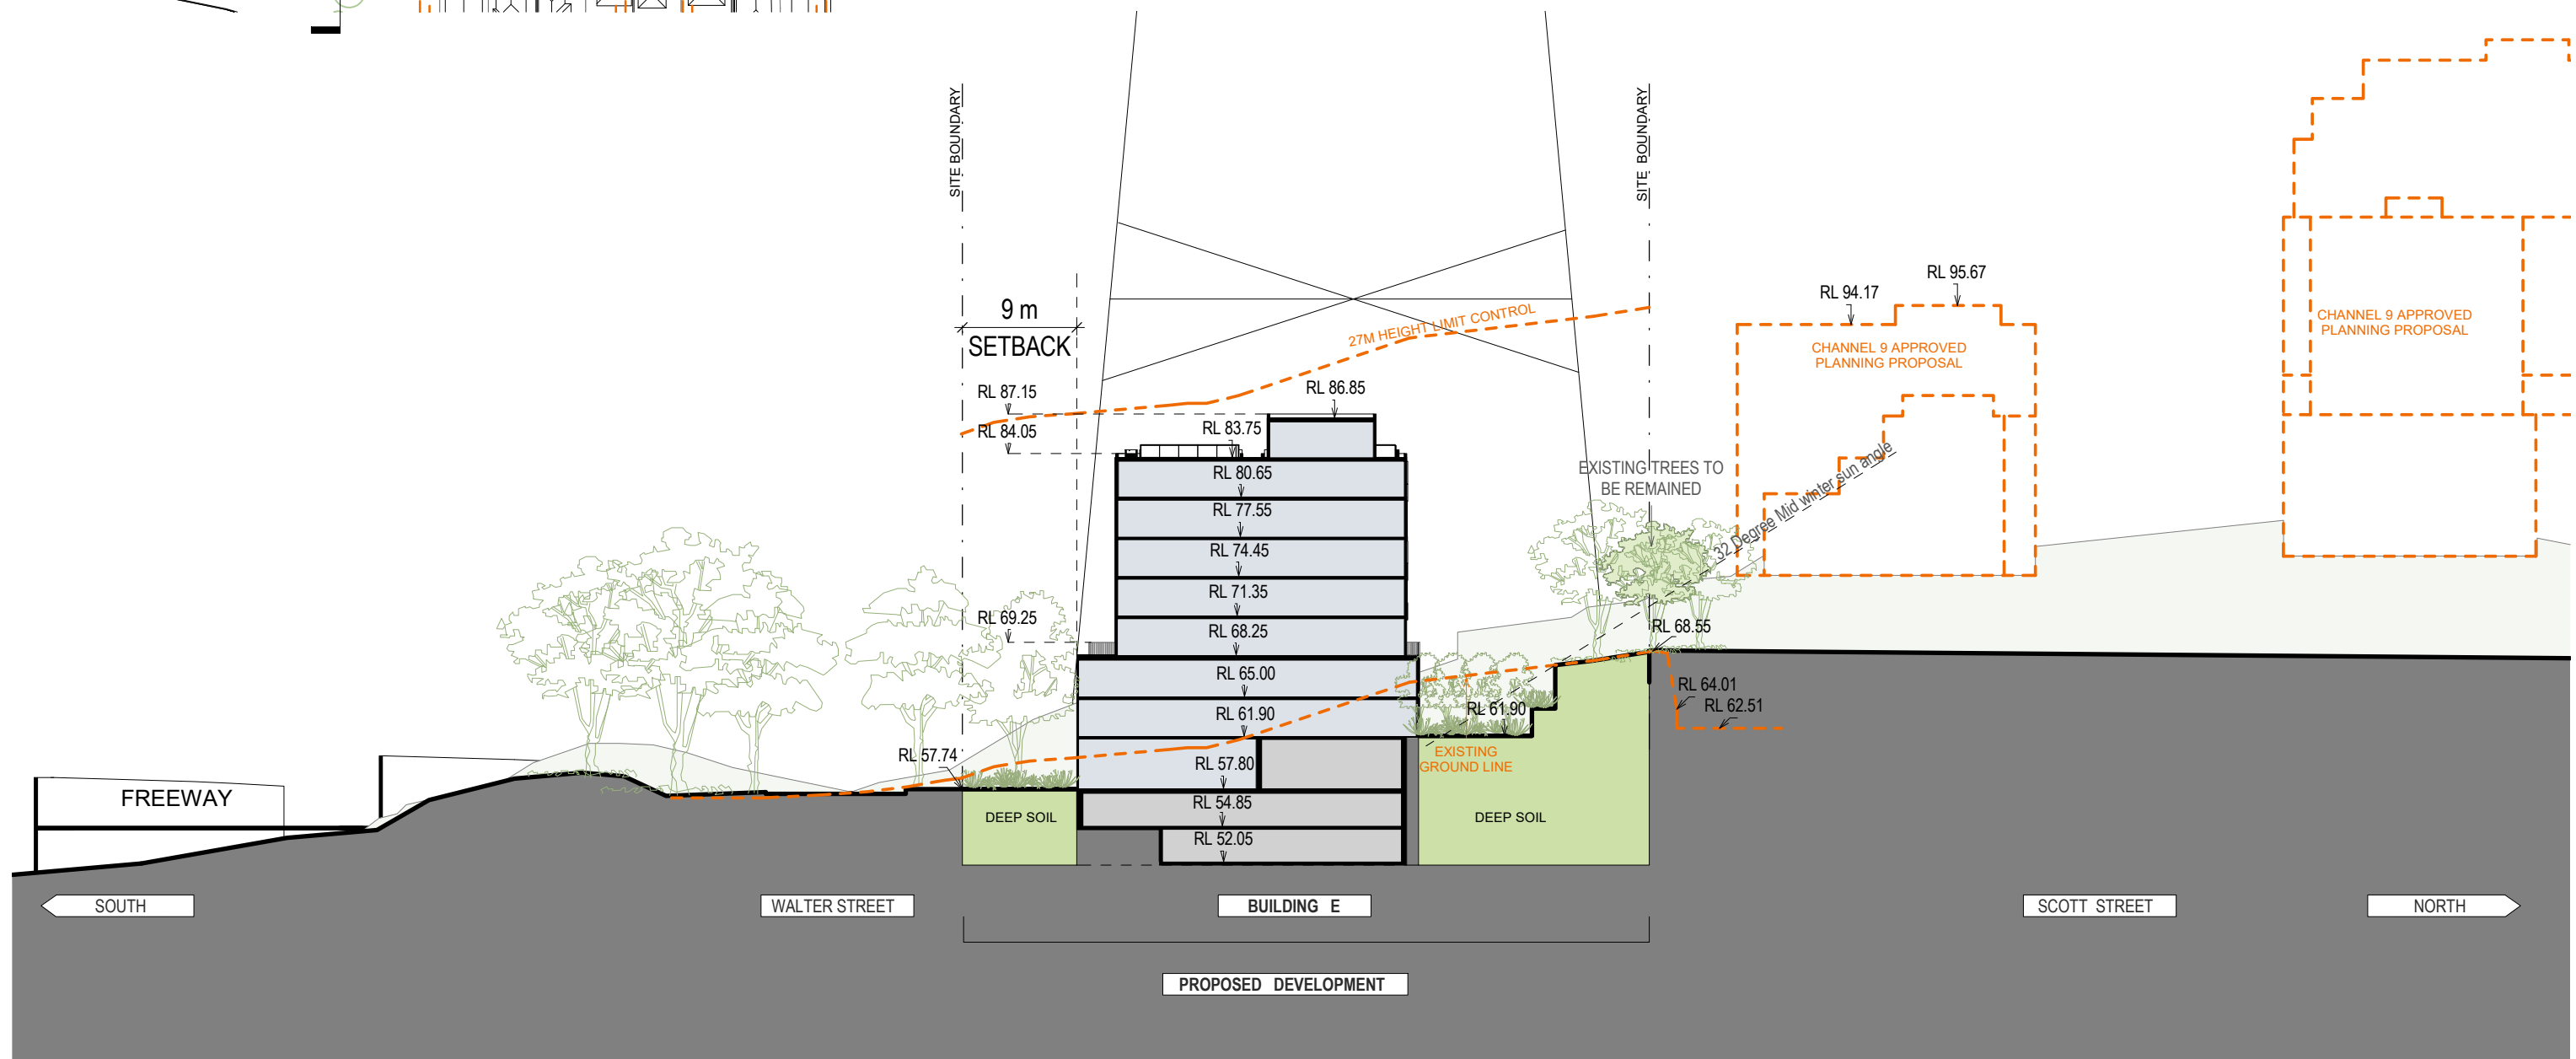 SITE BOUNDARY
SITE BOUNDARY
9 m
SETBACK
27M HEIGHT LIMIT CONTROL
RL 95.67
RL 94.17
CHANNEL 9 APPROVED
PLANNING PROPOSAL
CHANNEL 9 APPROVED
PLANNING PROPOSAL
RL 87.15
RL 86.85
RL 84.05
RL 83.75
RL 80.65
EXISTING TREES TO
BE REMAINED
32 Degree Mid winter sun angle
RL 77.55
RL 74.45
RL 71.35
RL 69.25
RL 68.25
RL 68.55
RL 65.00
RL 64.01
RL 62.51
RL 61.90
RL 61.90
RL 57.74
RL 57.80
EXISTING
GROUND LINE
FREEWAY
RL 54.85
DEEP SOIL
DEEP SOIL
RL 52.05
SOUTH
WALTER STREET
BUILDING E
SCOTT STREET
NORTH
PROPOSED DEVELOPMENT